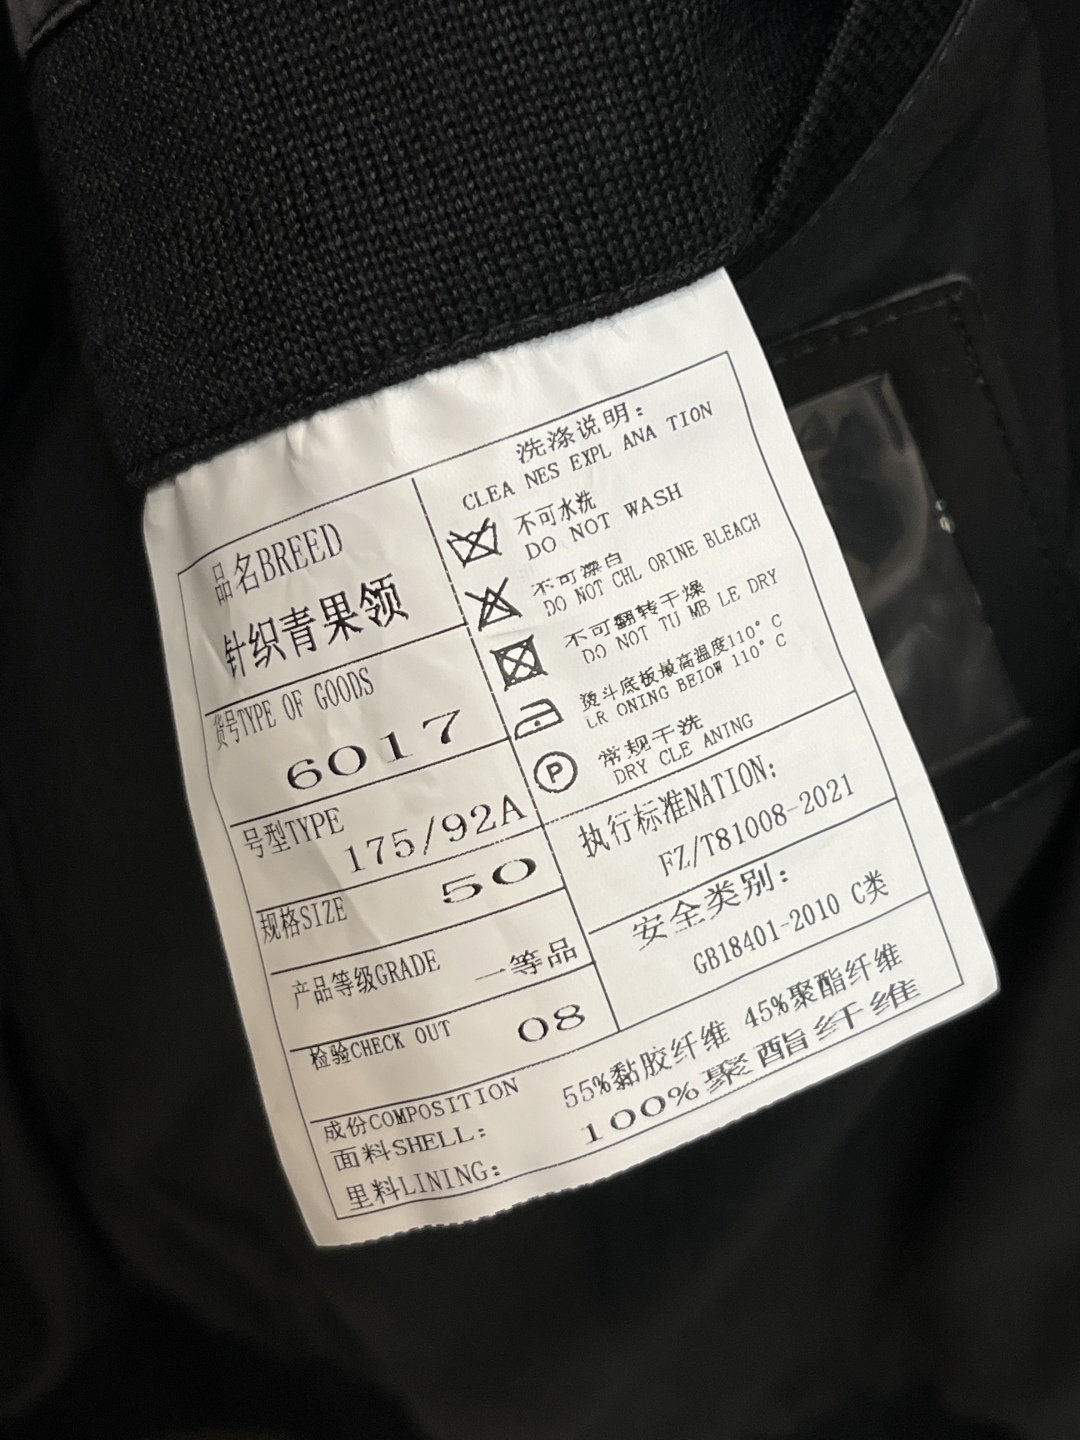 品名BREED
针织青果领
货号TYPE OF GOODS
6017
号型TYPE
175/92A
规格SIZE
50
产品等级GRADE
一等品
检验CHECK OUT
08
洗涤说明:
CLEA NES EXPL ANA TION
不可水洗
DO NOT WASH
不可漂白
DO NOT CHL ORINE BLEACH
不可翻转干燥
DO NOT TU MB LE DRY
熨斗底板最高温度110°C
LR ONING BEIOW 110°C
P
常规干洗
DRY CLE ANING
执行标准NATION:
FZ/T81008-2021
安全类别:
GB18401-2010 C类
成份COMPOSITION
面料SHELL: 55%黏胶纤维 45%聚酯纤维
里料LINING: 100%聚酯纤维